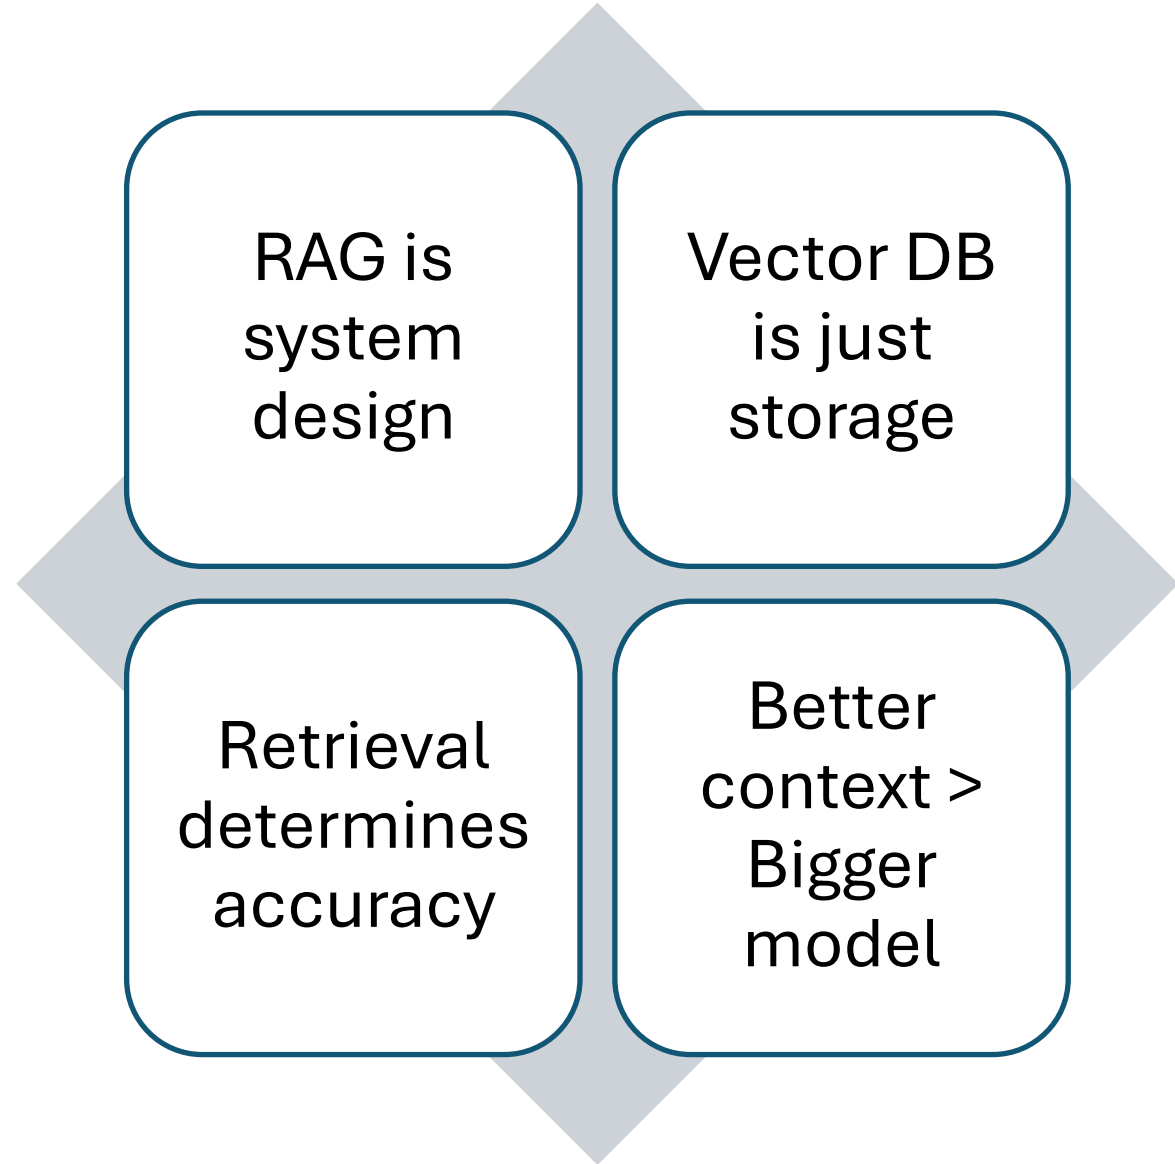 RAG is
system
design
Vector DB
is just
storage
Retrieval
determines
accuracy
Better
context >
Bigger
model